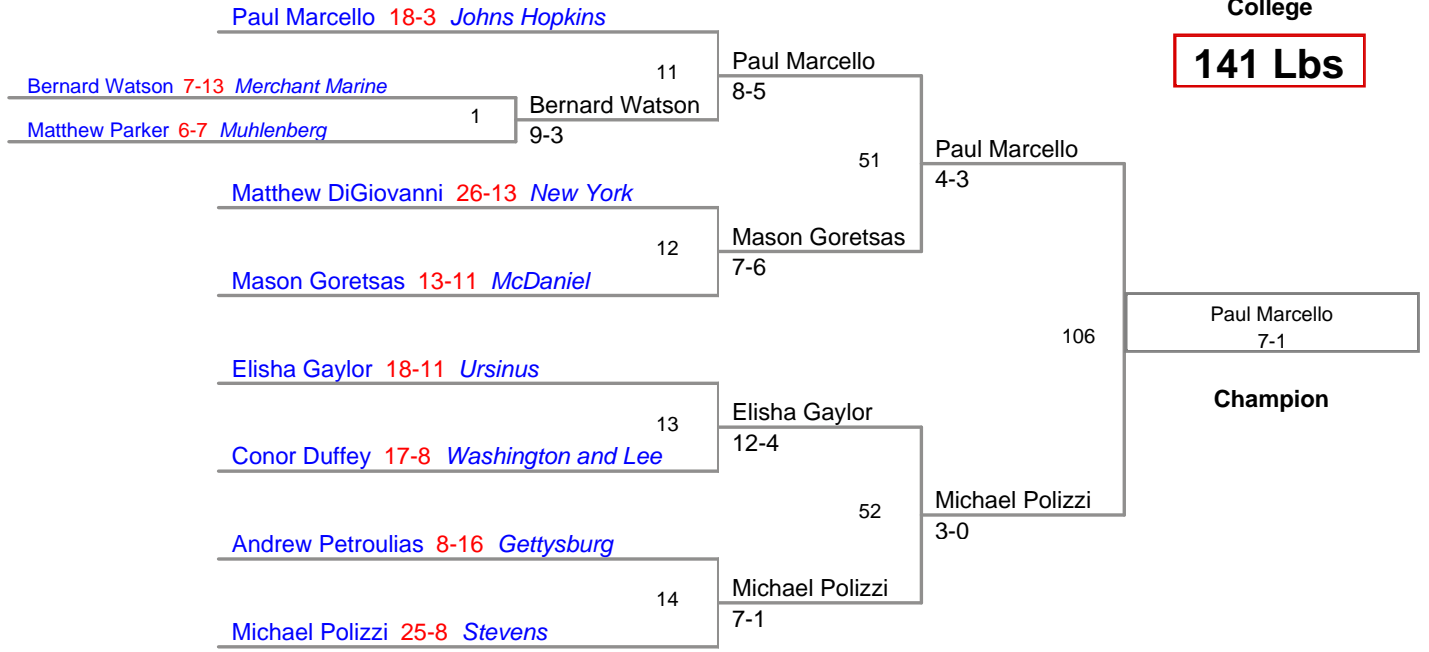 College
141 Lbs
Paul Marcello 18-3 Johns Hopkins
Bernard Watson 7-13 Merchant Marine
Matthew Parker 6-7 Muhlenberg
1
Bernard Watson
9-3
11
Paul Marcello
8-5
Matthew DiGiovanni 26-13 New York
Mason Goretsas 13-11 McDaniel
12
Mason Goretsas
7-6
51
Paul Marcello
4-3
Elisha Gaylor 18-11 Ursinus
Conor Duffey 17-8 Washington and Lee
13
Elisha Gaylor
12-4
Andrew Petroulias 8-16 Gettysburg
Michael Polizzi 25-8 Stevens
14
Michael Polizzi
7-1
52
Michael Polizzi
3-0
106
Paul Marcello
7-1
Champion